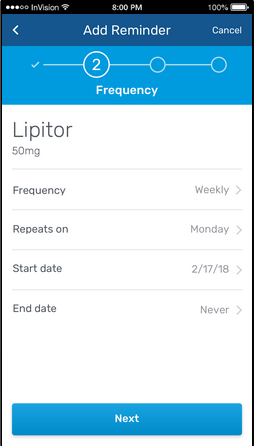 InVision 8:00 PM 100%
Add Reminder Cancel
2
Frequency
Lipitor
50mg
Frequency Weekly
Repeats on Monday
Start date 2/17/18
End date Never
Next